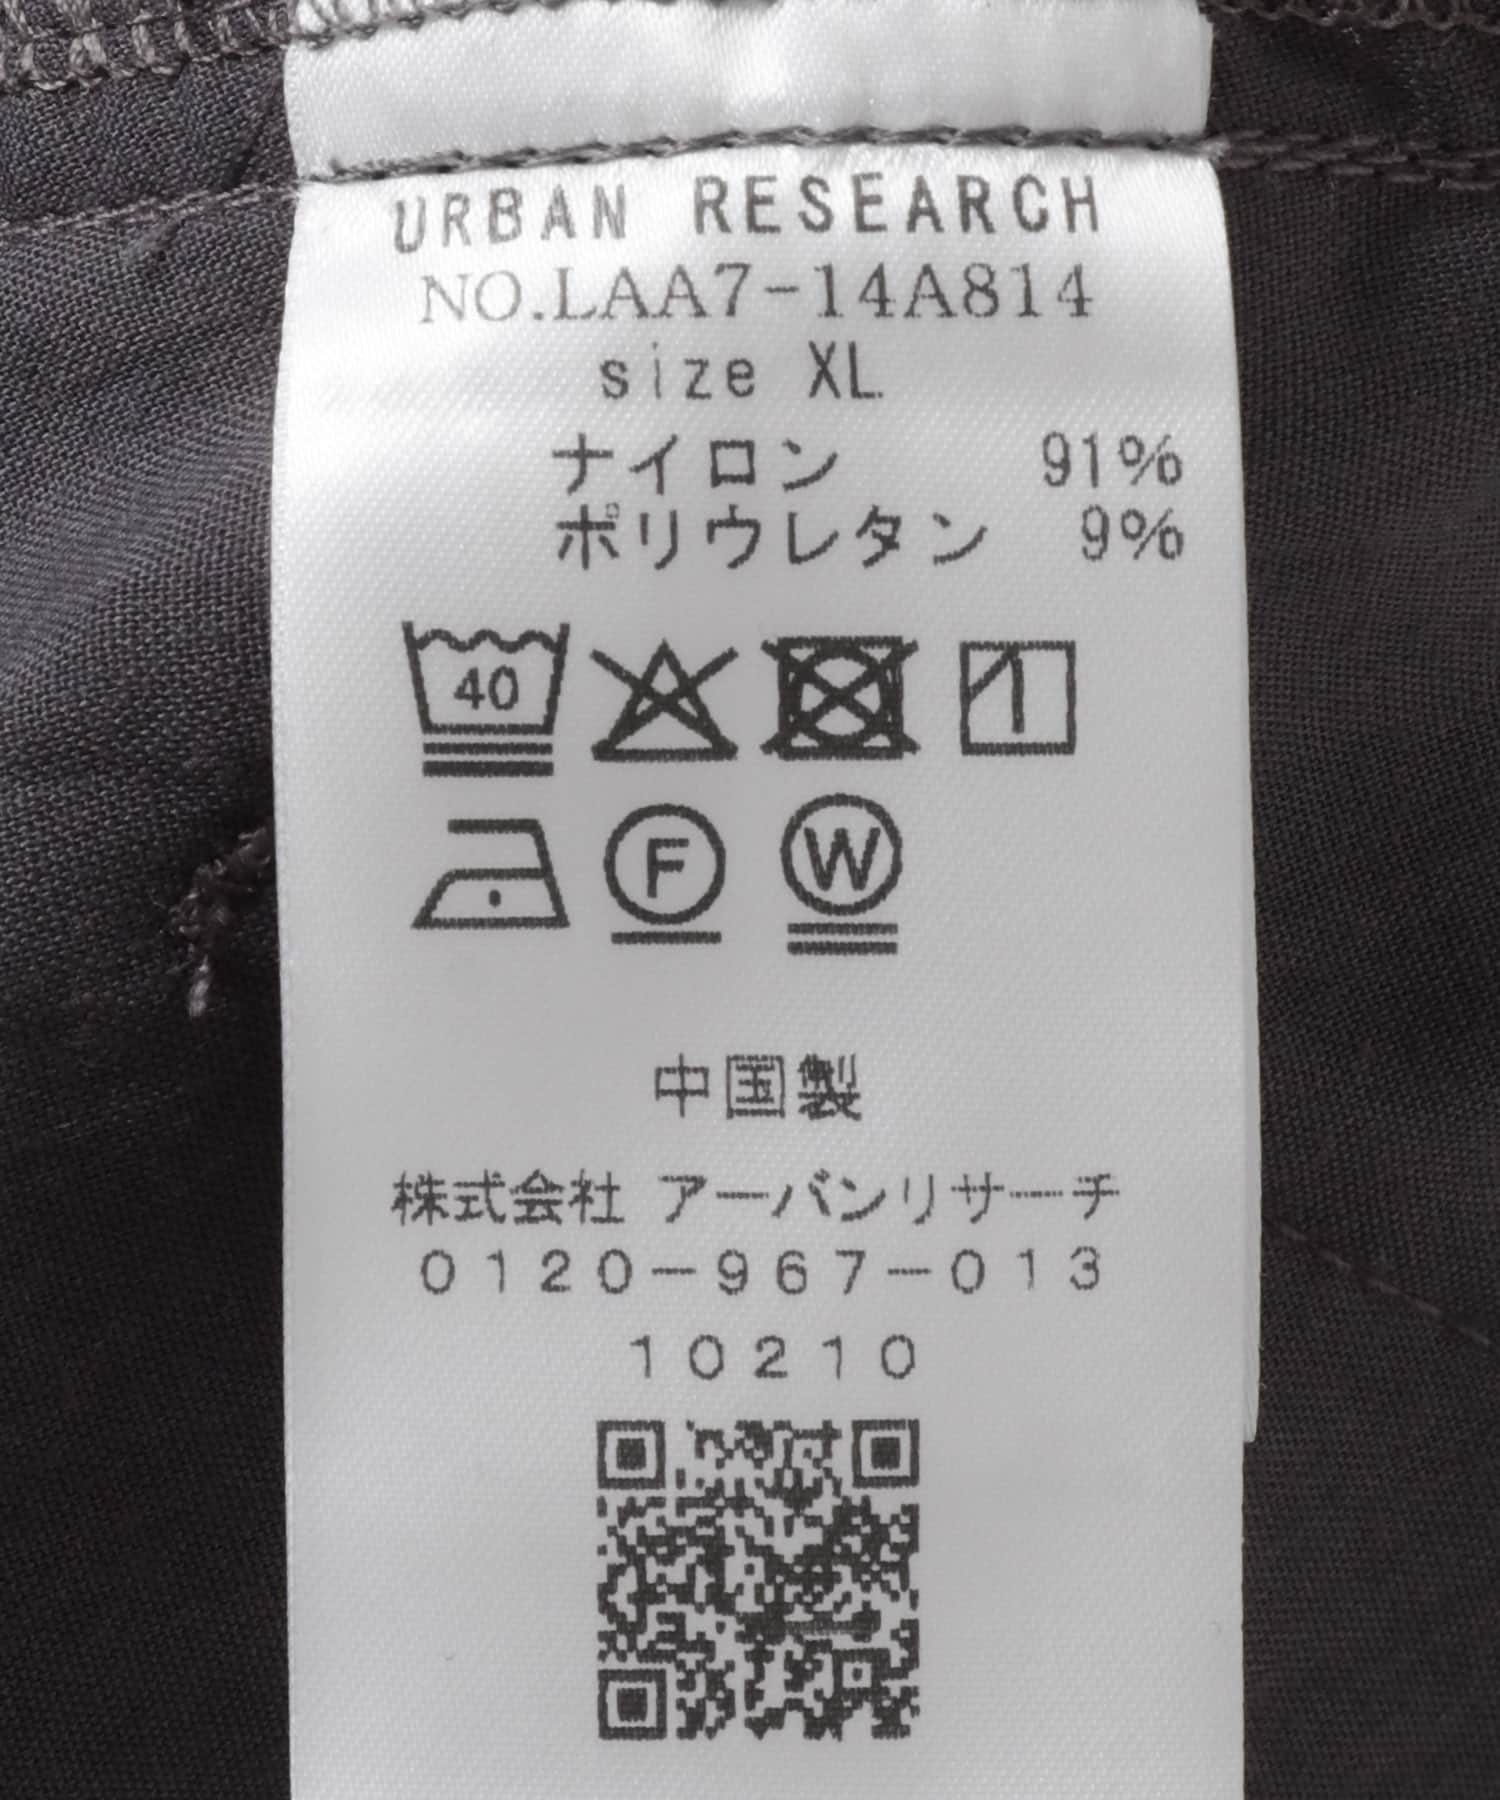 URBAN RESEARCH
NO.LAA7-14A814
size XL
ナイロン 91%
ポリウレタン 9%
40
F W
中国製
株式会社 アーバンリサーチ
0120-967-013
10210